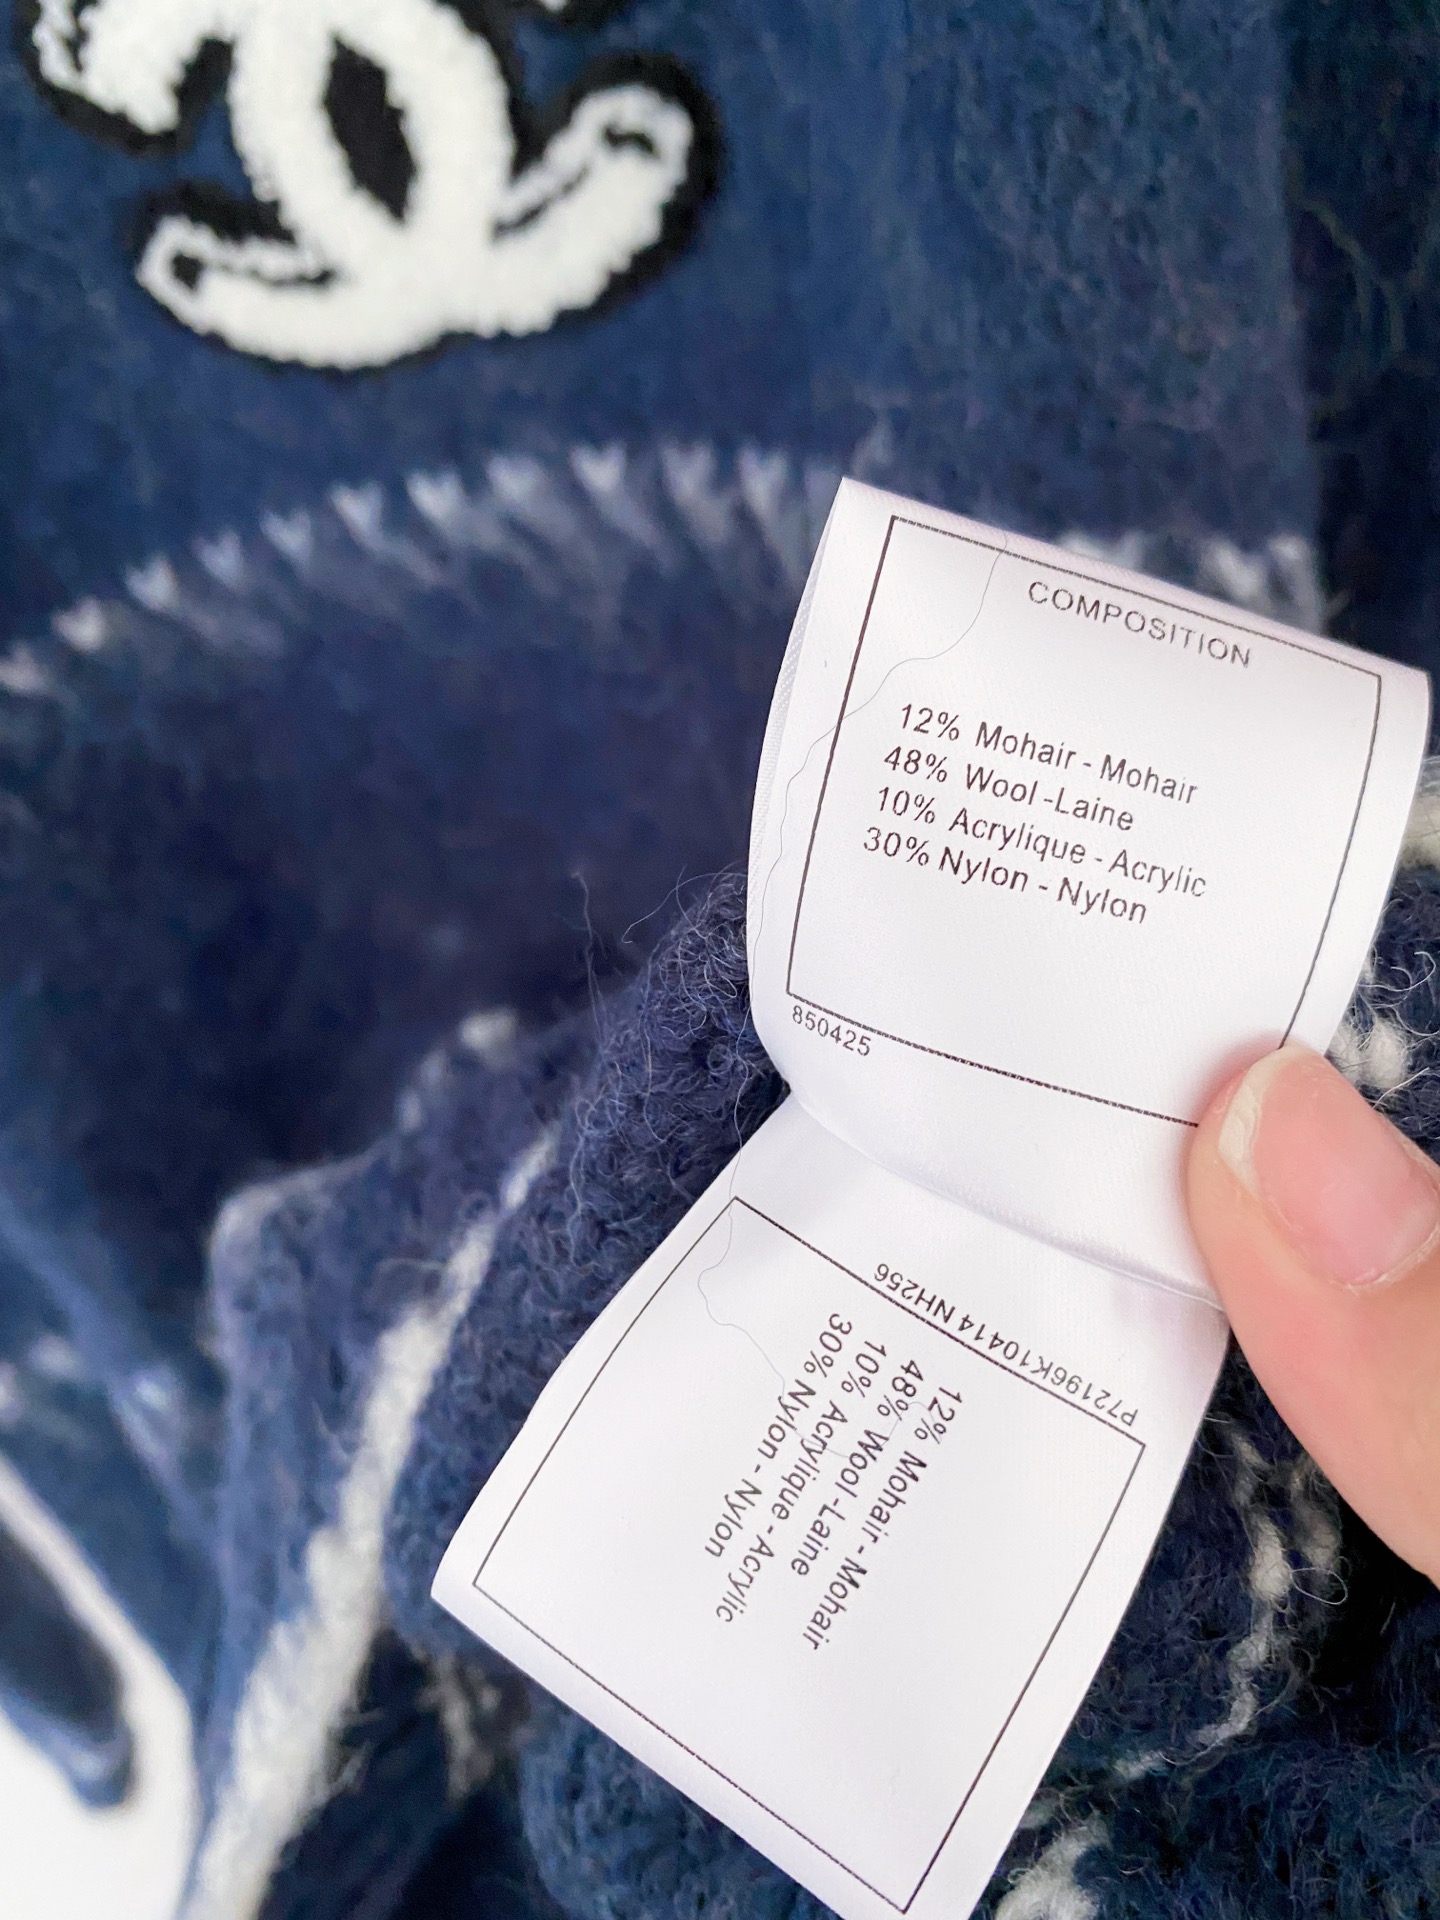 COMPOSITION
12% Mohair - Mohair
48% Wool -Laine
10% Acrylique - Acrylic
30% Nylon - Nylon
850425
P72196K10414 NH256
12% Mohair - Mohair
48% Wool -Laine
10% Acrylique - Acrylic
30% Nylon - Nylon